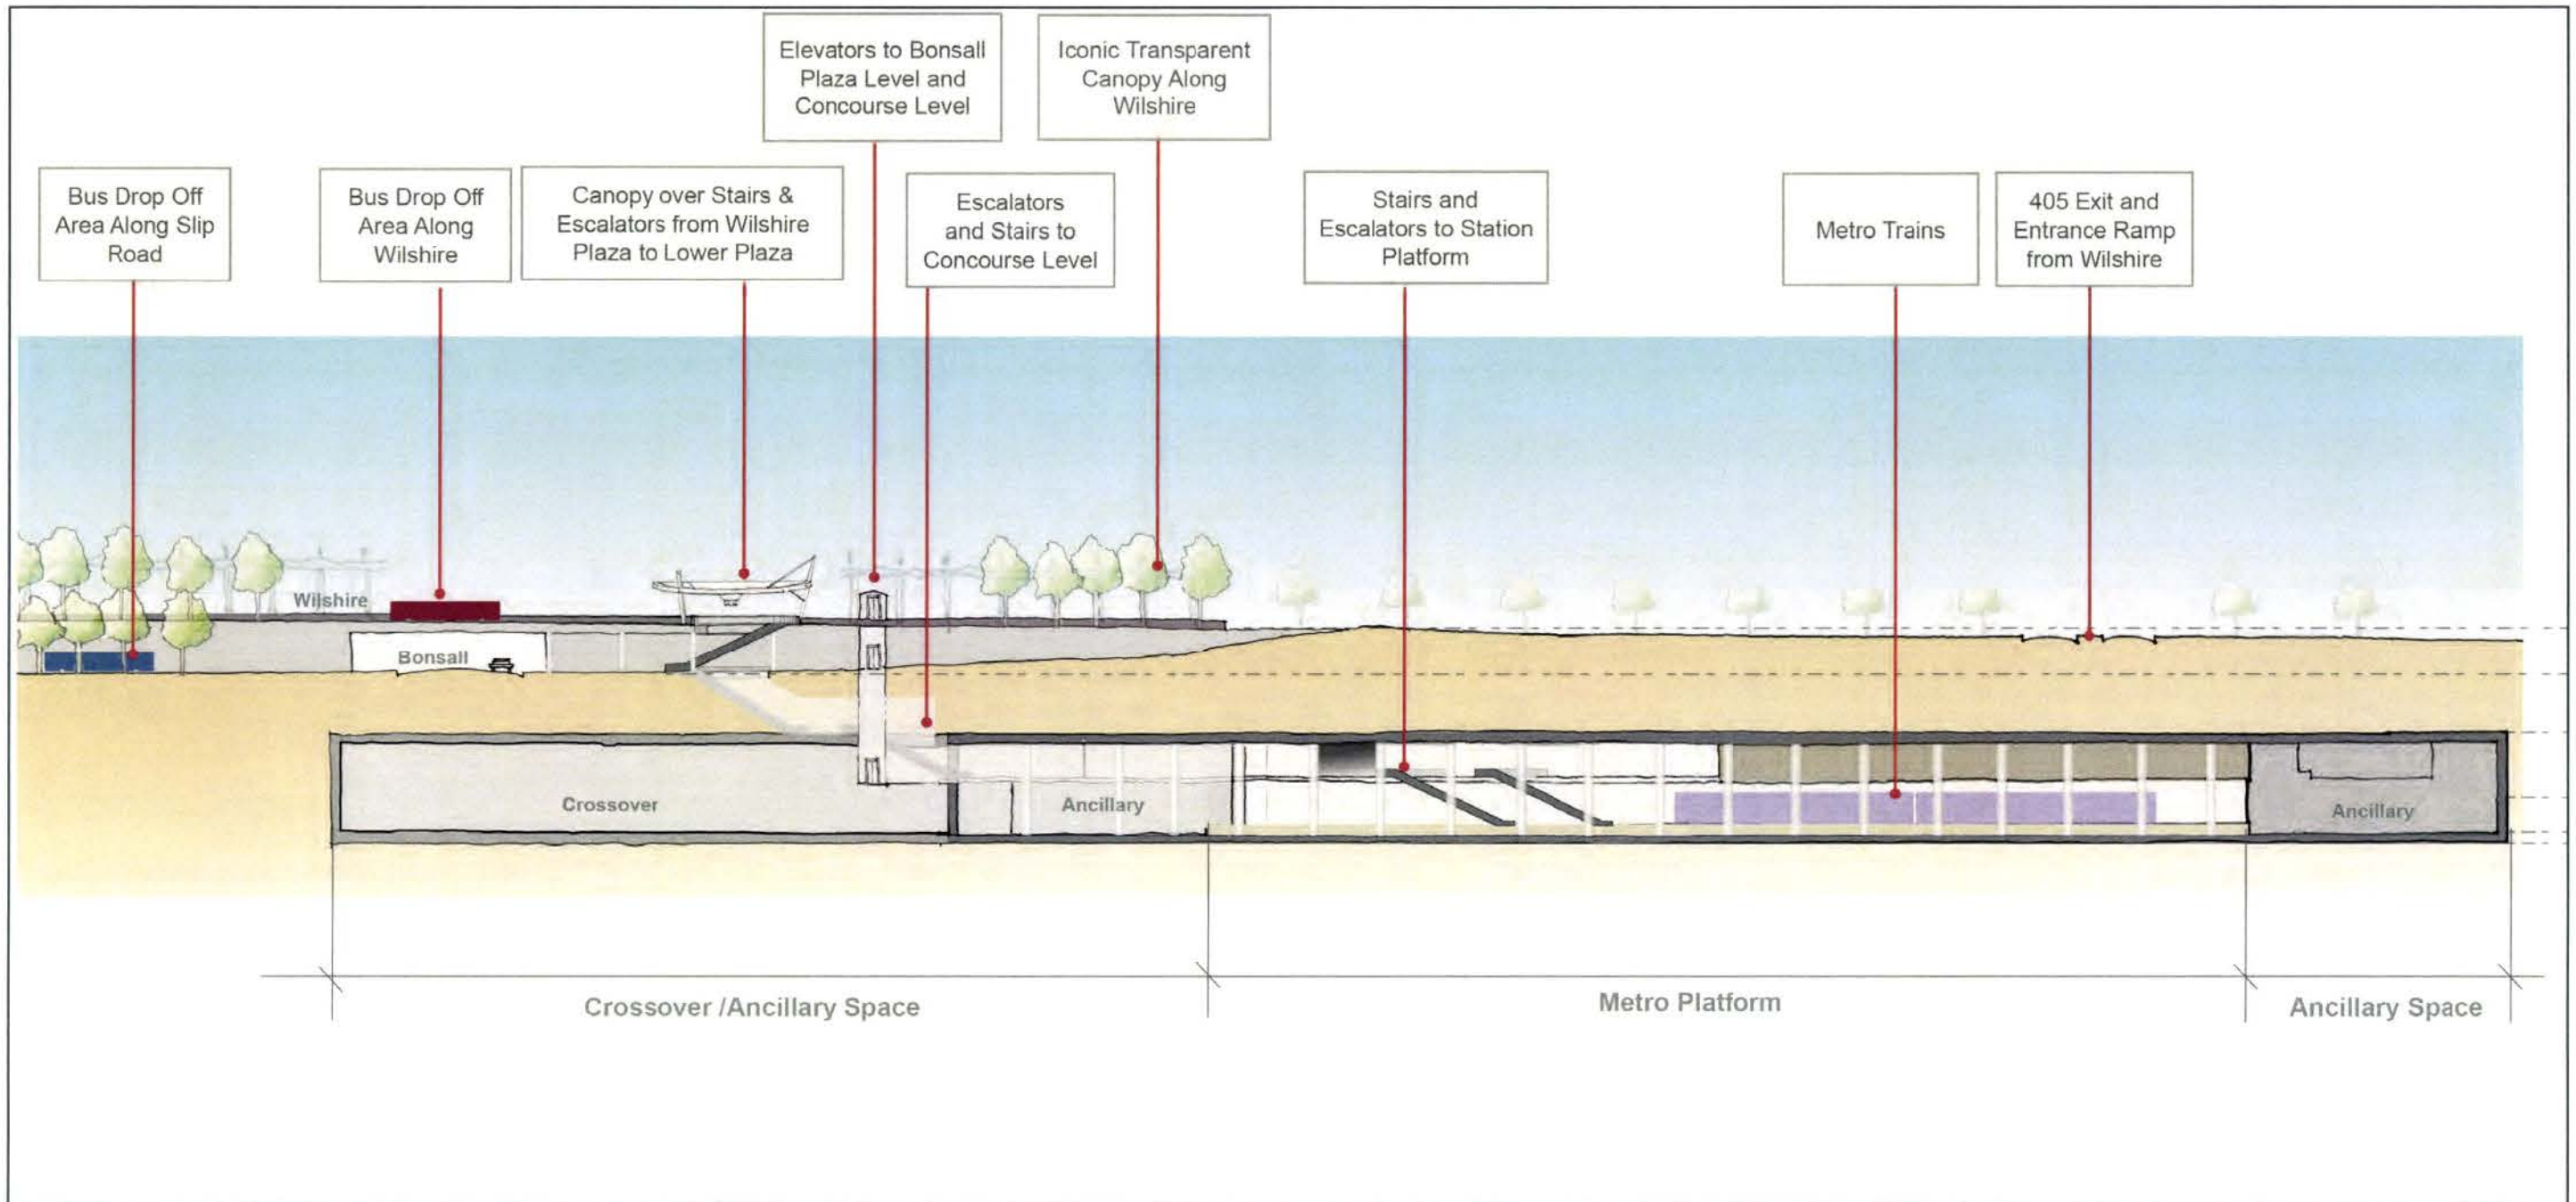 Elevators to Bonsall
Plaza Level and
Concourse Level
Iconic Transparent
Canopy Along
Wilshire
Bus Drop Off
Area Along Slip
Road
Bus Drop Off
Area Along
Wilshire
Canopy over Stairs &
Escalators from Wilshire
Plaza to Lower Plaza
Escalators
and Stairs to
Concourse Level
Stairs and
Escalators to Station
Platform
Metro Trains
405 Exit and
Entrance Ramp
from Wilshire
Wilshire
Bonsall
Crossover
Ancillary
Ancillary
Crossover /Ancillary Space
Metro Platform
Ancillary Space